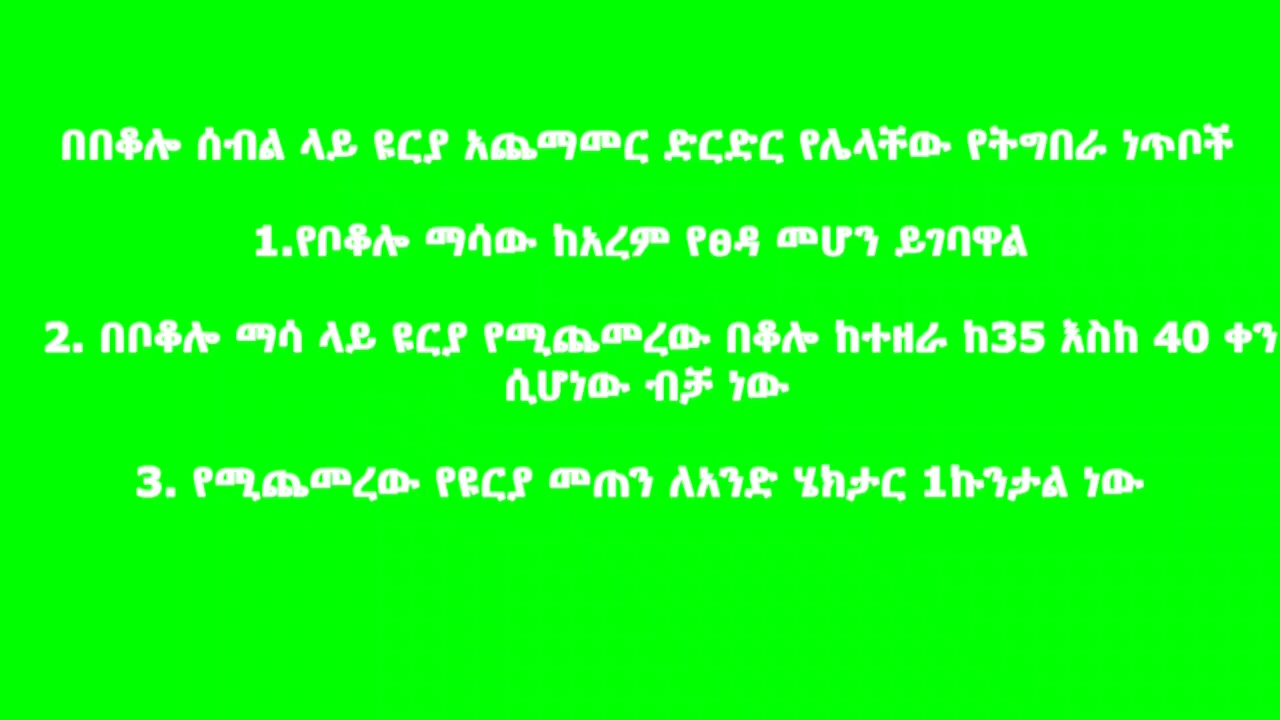 በበቆሎ ሰብል ላይ ዩርያ አጨማመር ድርድር የሌላቸው የትግበራ ነጥቦች
1.የቦቆሎ ማሳው ከአረም የፀዳ መሆን ይገባዋል
2. በቦቆሎ ማሳ ላይ ዩርያ የሚጨመረው በቆሎ ከተዘራ ከ35 እስከ 40 ቀን
ሲሆነው ብቻ ነው
3. የሚጨመረው የዩርያ መጠን ለአንድ ሄክታር 1ኩንታል ነው